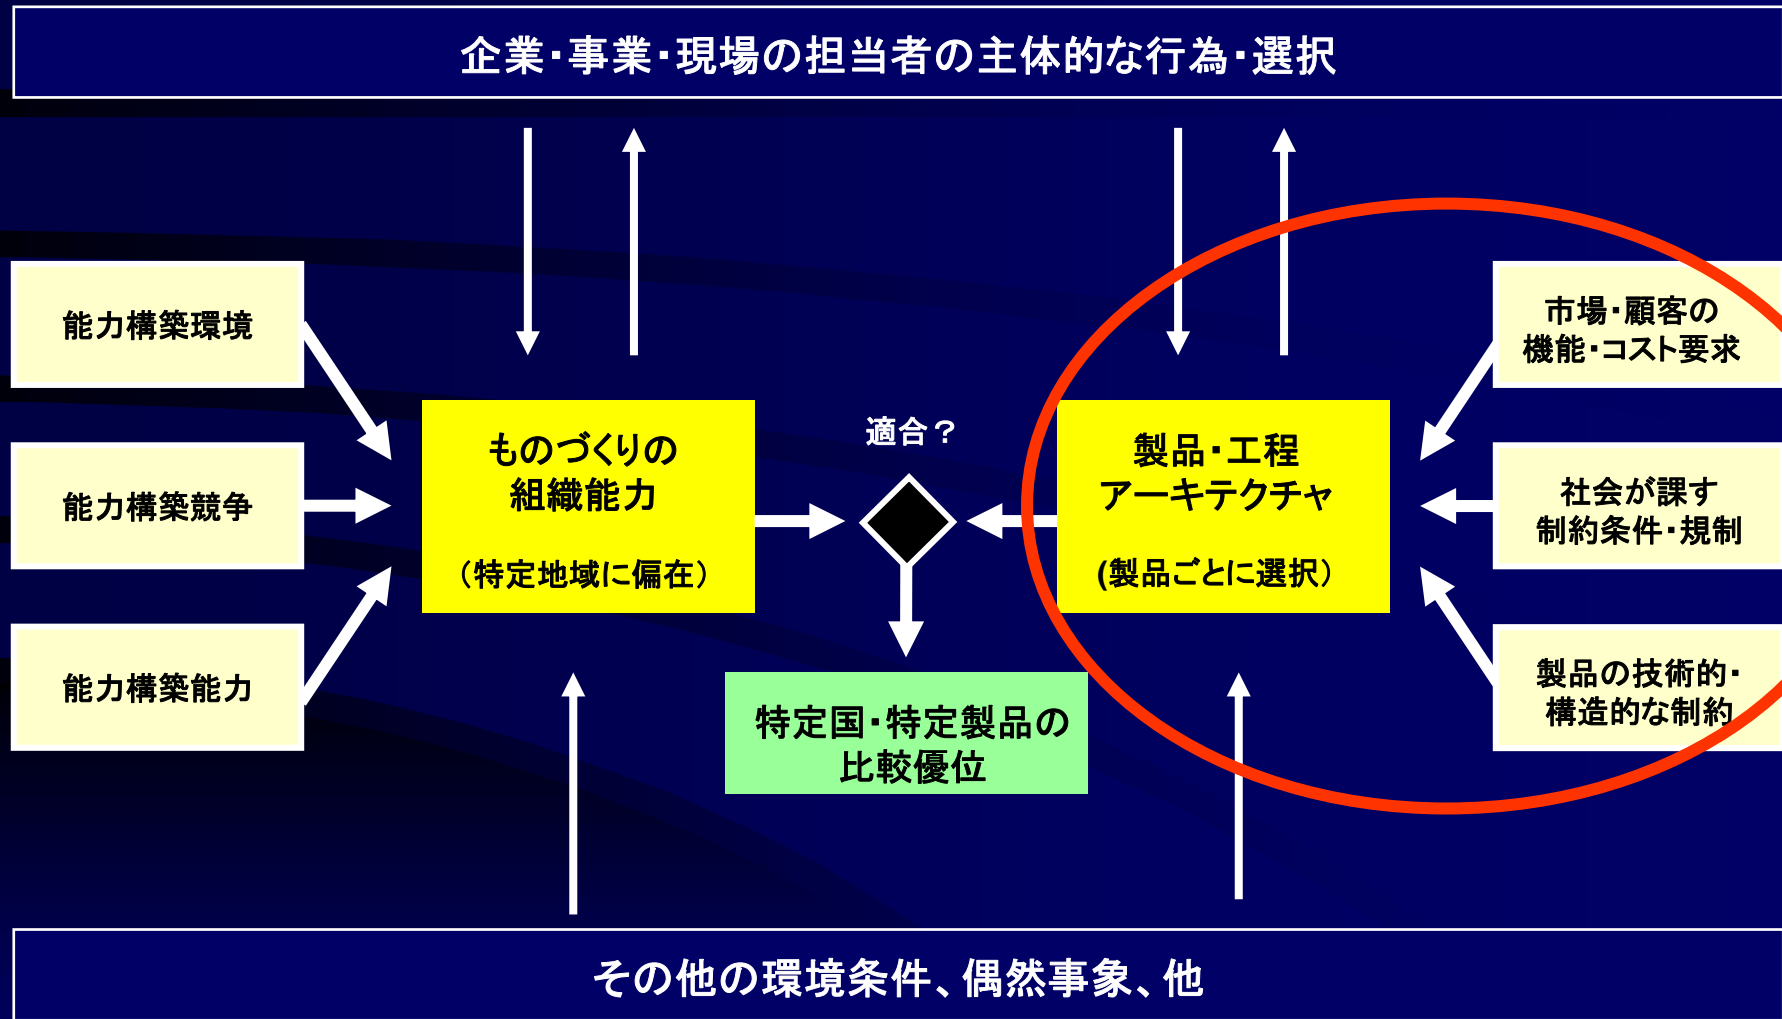 企業・事業・現場の担当者の主体的な行為・選択
能力構築環境
能力構築競争
能力構築能力
ものづくりの
組織能力
（特定地域に偏在）
適合？
製品・工程
アーキテクチャ
(製品ごとに選択）
市場・顧客の
機能・コスト要求
社会が課す
制約条件・規制
製品の技術的・
構造的な制約
特定国・特定製品の
比較優位
その他の環境条件、偶然事象、他